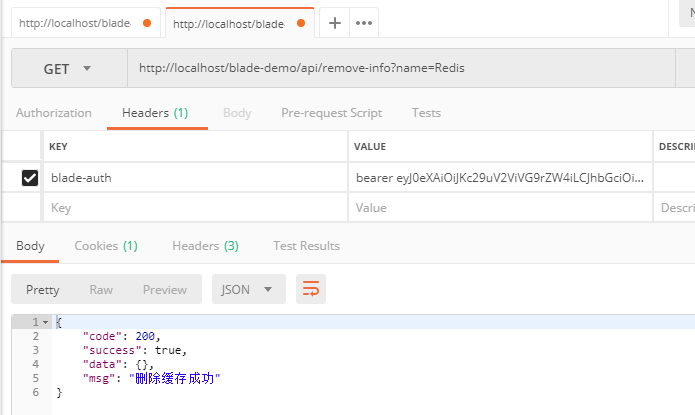 http://localhost/blade
http://localhost/blade
N
GET http://localhost/blade-demo/api/remove-info?name=Redis
Authorization Headers (1) Body Pre-request Script Tests
KEY VALUE DESCRI
blade-auth bearer eyJ0eXAiOiJKc29uV2ViVG9rZW4iLCJhbGciOi...
Key Value Descri
Body Cookies (1) Headers (3) Test Results
Pretty Raw Preview JSON
1 {
2 "code": 200,
3 "success": true,
4 "data": {},
5 "msg": "删除缓存成功"
6 }